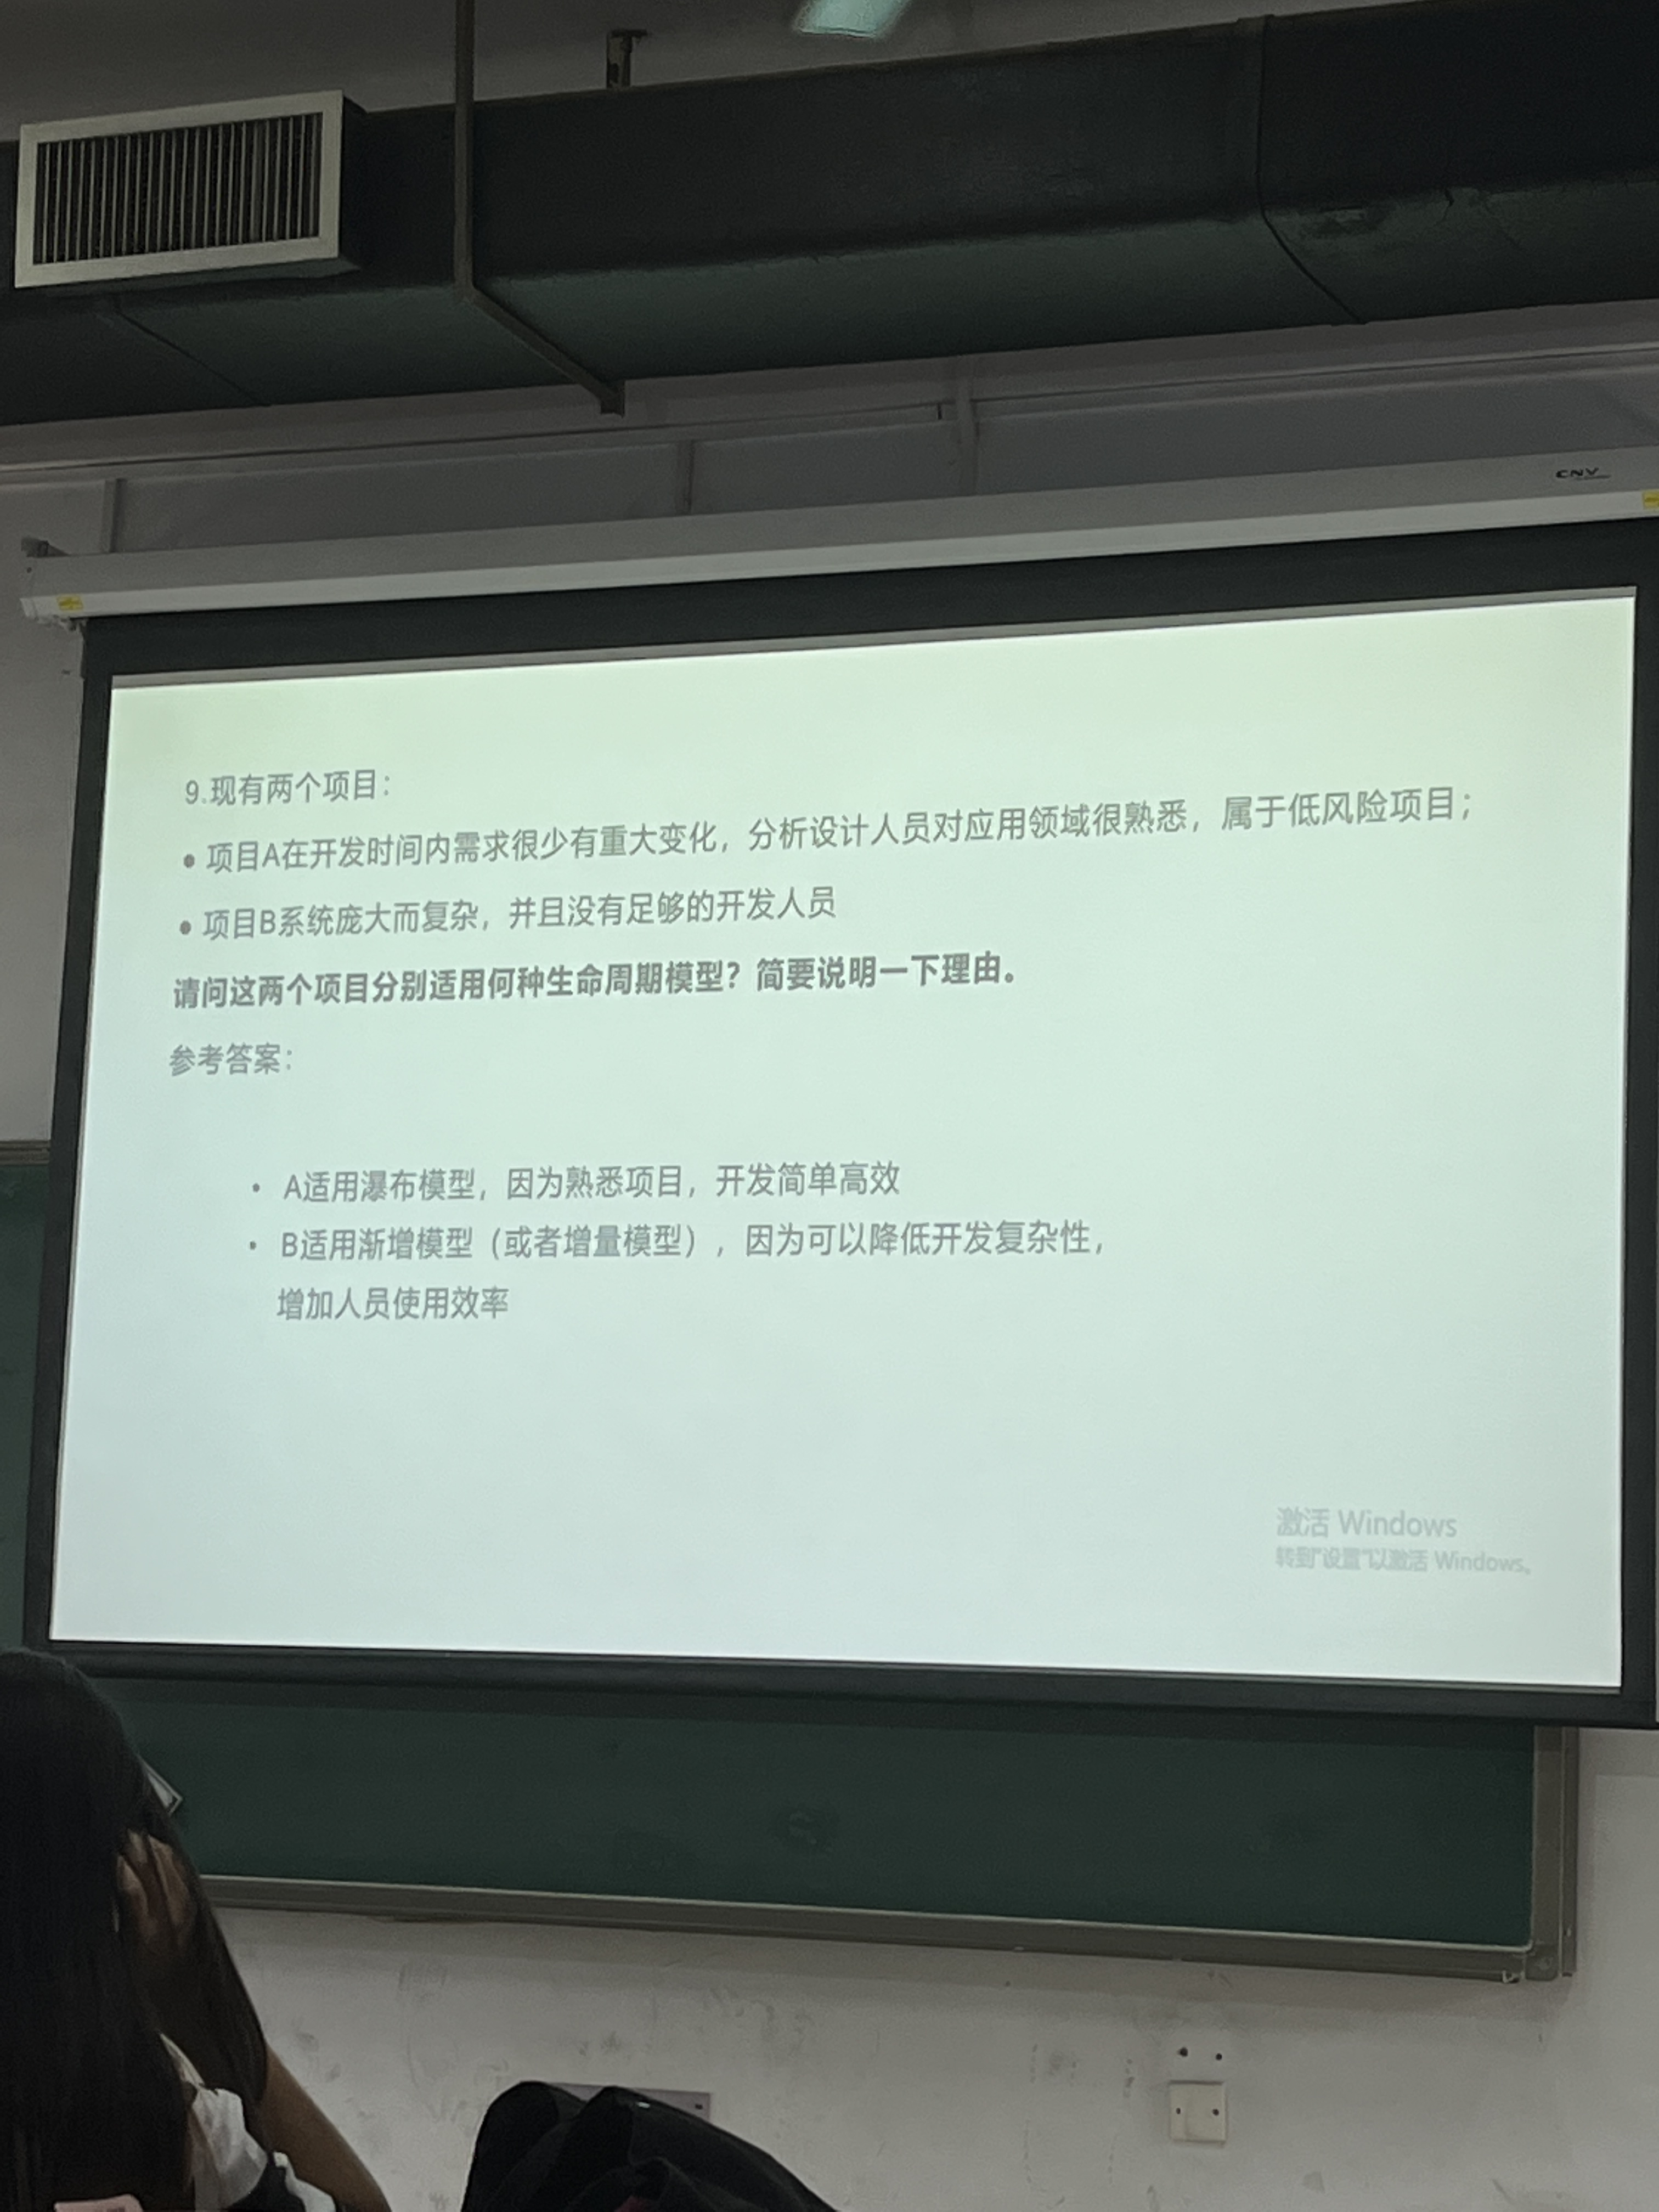 CNV
9.现有两个项目：
• 项目A在开发时间内需求很少有重大变化，分析设计人员对应用领域很熟悉，属于低风险项目；
• 项目B系统庞大而复杂，并且没有足够的开发人员
请问这两个项目分别适用何种生命周期模型？简要说明一下理由。
参考答案：
• A适用瀑布模型，因为熟悉项目，开发简单高效
• B适用渐增模型（或者增量模型），因为可以降低开发复杂性，
增加人员使用效率
激活 Windows
转到"设置"以激活 Windows。